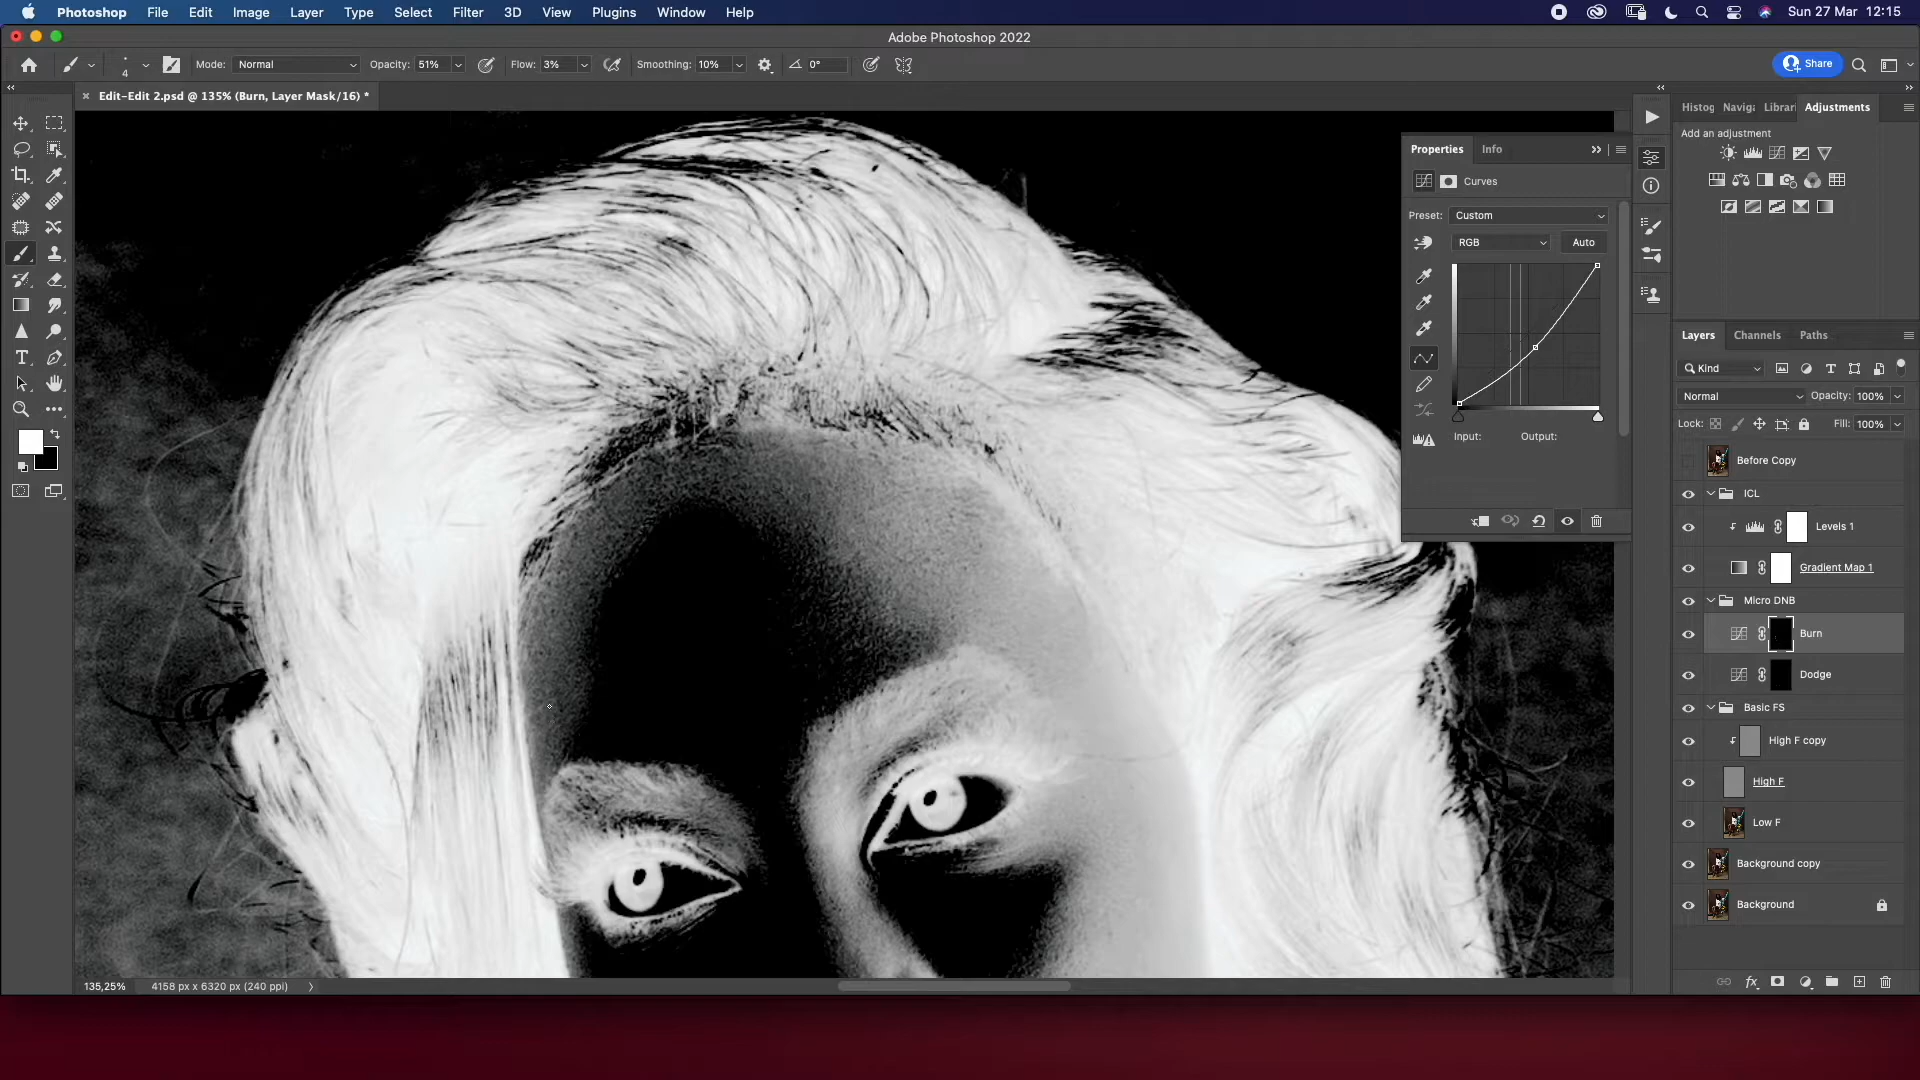 Photoshop File Edit Image Layer Type Select Filter 3D View Plugins Window Help Sun 27 Mar 12:15
Adobe Photoshop 2022
4 Mode: Normal Opacity: 51% Flow: 3% Smoothing: 10% 0° Share
Edit-Edit 2.psd @ 135% (Burn, Layer Mask/16) *
Histog Naviga Librari Adjustments
Add an adjustment
Properties Info
Curves
Preset: Custom
RGB Auto
Input: Output:
Layers Channels Paths
Kind
Normal Opacity: 100%
Lock: Fill: 100%
Before Copy
ICL
Levels 1
Gradient Map 1
Micro DNB
Burn
Dodge
Basic FS
High F copy
High F
Low F
Background copy
Background
135,25% 4158 px x 6320 px (240 ppi)